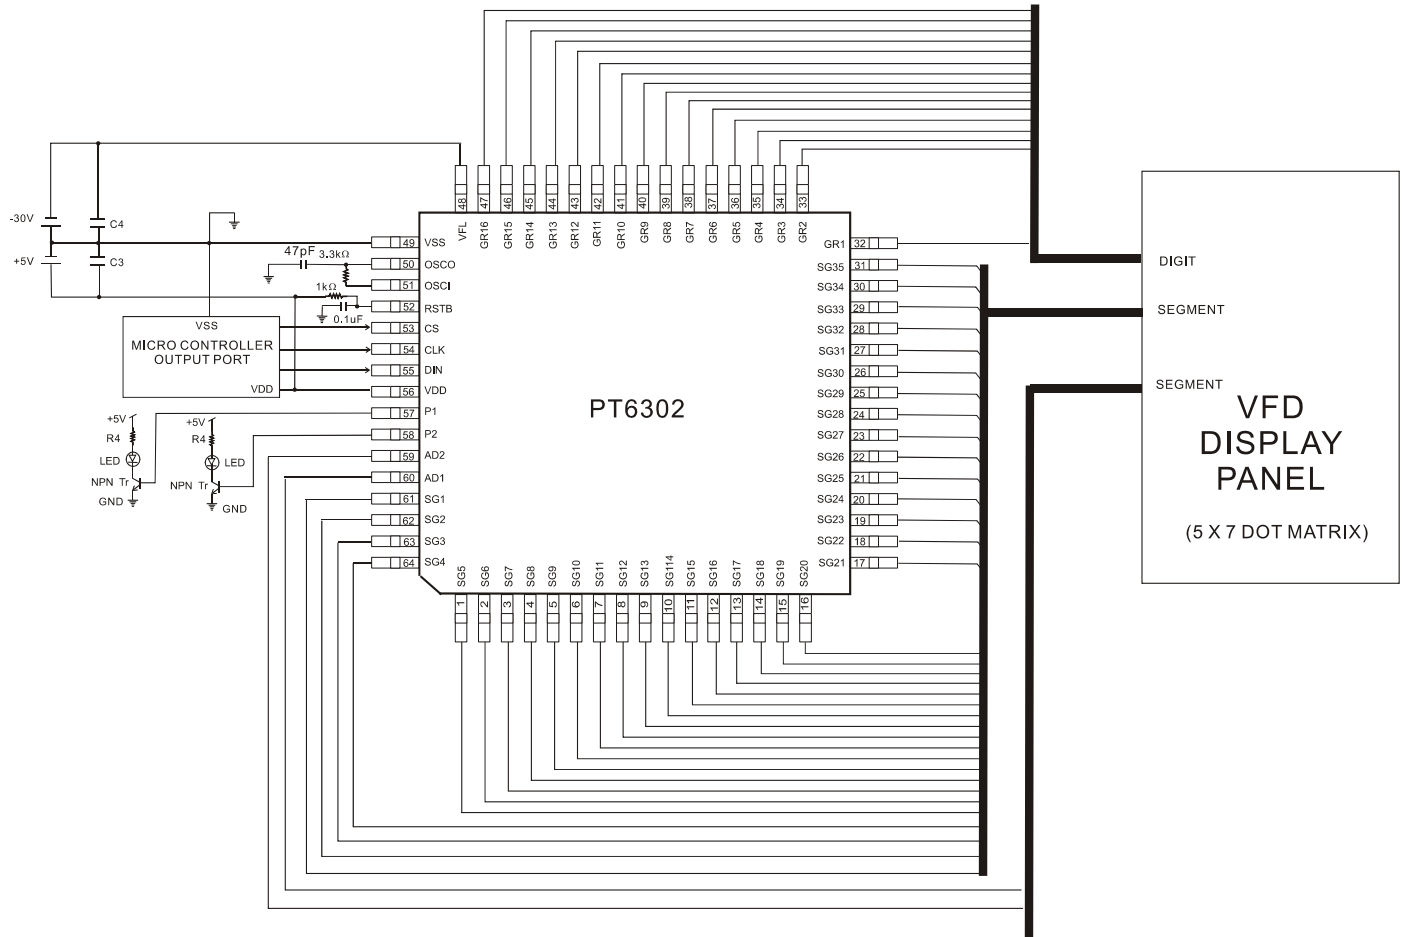 48
47
46
45
44
43
42
41
40
39
38
37
36
35
34
33
VFL
GR16
GR15
GR14
GR13
GR12
GR11
GR10
GR9
GR8
GR7
GR6
GR5
GR4
GR3
GR2
-30V
C4
+5V
C3
47pF
3.3kΩ
1kΩ
0.1uF
VSS
MICRO CONTROLLER
OUTPUT PORT
VDD
49 VSS
50 OSCO
51 OSCI
52 RSTB
53 CS
54 CLK
55 DIN
56 VDD
57 P1
58 P2
59 AD2
60 AD1
61 SG1
62 SG2
63 SG3
64 SG4
+5V
R4
LED
NPN Tr
GND
+5V
R4
LED
NPN Tr
GND
PT6302
GR1 32
SG35 31
SG34 30
SG33 29
SG32 28
SG31 27
SG30 26
SG29 25
SG28 24
SG27 23
SG26 22
SG25 21
SG24 20
SG23 19
SG22 18
SG21 17
SG5
SG6
SG7
SG8
SG9
SG10
SG11
SG12
SG13
SG114
SG15
SG16
SG17
SG18
SG19
SG20
1
2
3
4
5
6
7
8
9
10
11
12
13
14
15
16
DIGIT
SEGMENT
SEGMENT
VFD
DISPLAY
PANEL
(5 X 7 DOT MATRIX)